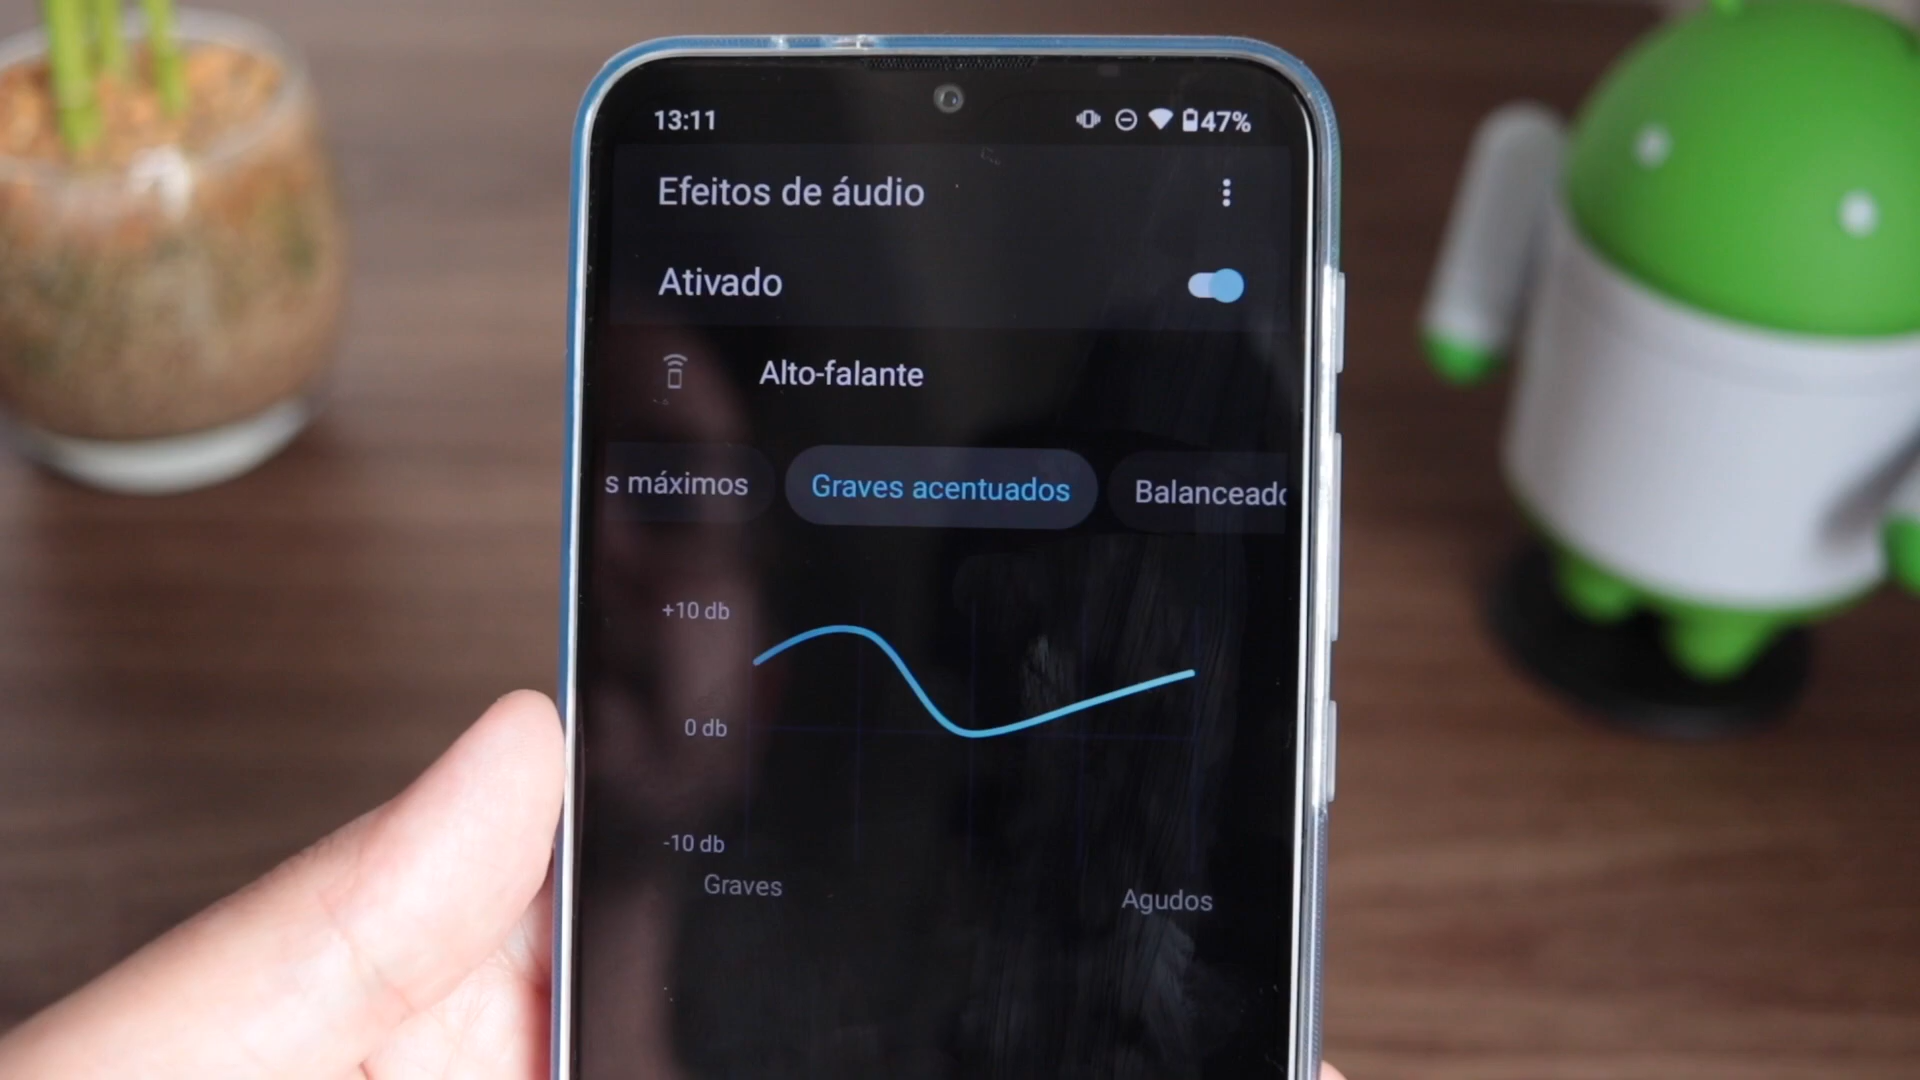 13:11 47%
Efeitos de áudio
Ativado
Alto-falante
s máximos Graves acentuados Balanceado
+10 db
0 db
-10 db
Graves Agudos